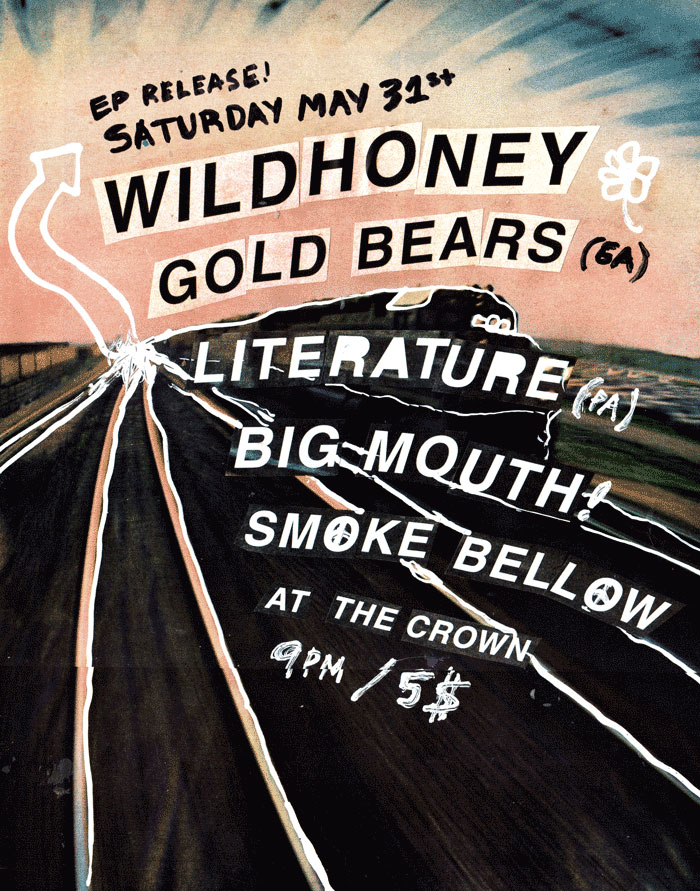 EP RELEASE!
SATURDAY MAY 31st
WILDHONEY
GOLD BEARS (GA)
LITERATURE (PA)
BIG MOUTH!
SMOKE BELLOW
AT THE CROWN
9PM / 5$